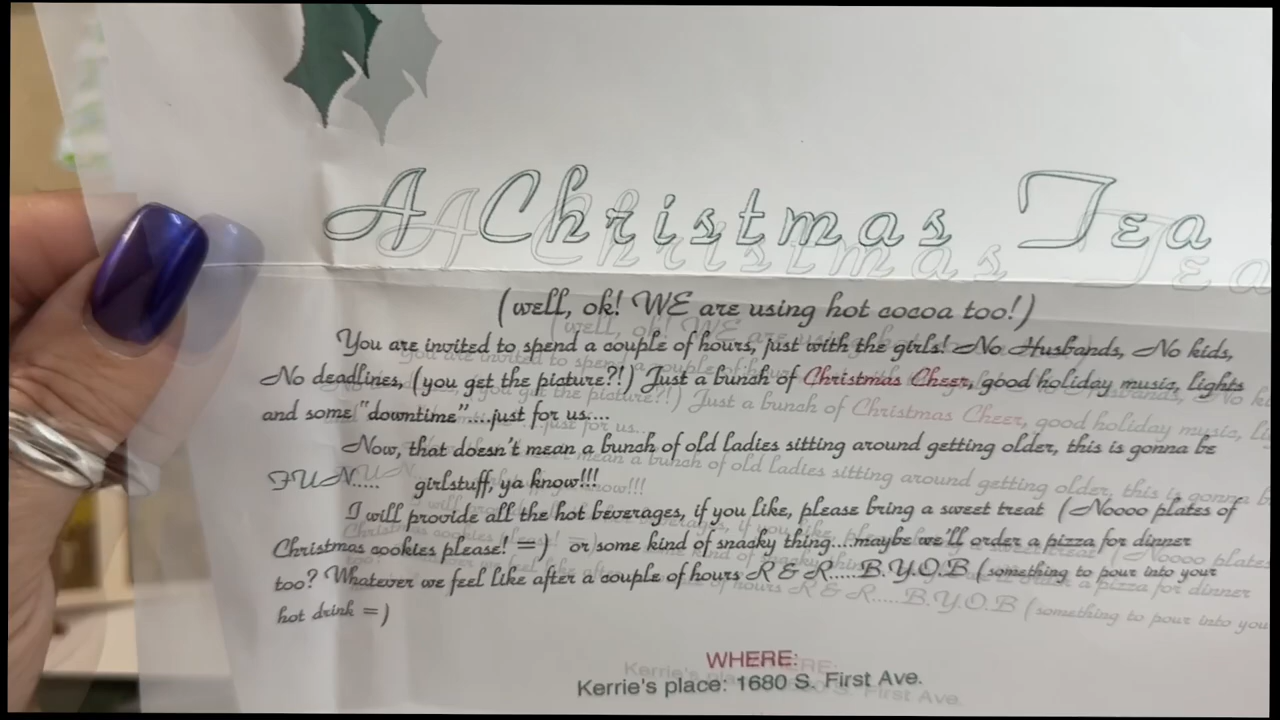 A Christmas Tea
(well, ok! WE are using hot cocoa too!)
You are invited to spend a couple of hours, just with the girls! No Husbands, No kids,
No deadlines, (you get the picture?!) Just a bunch of Christmas Cheer, good holiday music, lights
and some "downtime"....just for us....
Now, that doesn't mean a bunch of old ladies sitting around getting older, this is gonna be
FUN..... girlstuff, ya know!!!
I will provide all the hot beverages, if you like, please bring a sweet treat (Noooo plates of
Christmas cookies please! =) or some kind of snacky thing....maybe we'll order a pizza for dinner
too? Whatever we feel like after a couple of hours R & R.....B.Y.O.B (something to pour into your
hot drink =)
WHERE:
Kerrie's place: 1680 S. First Ave.